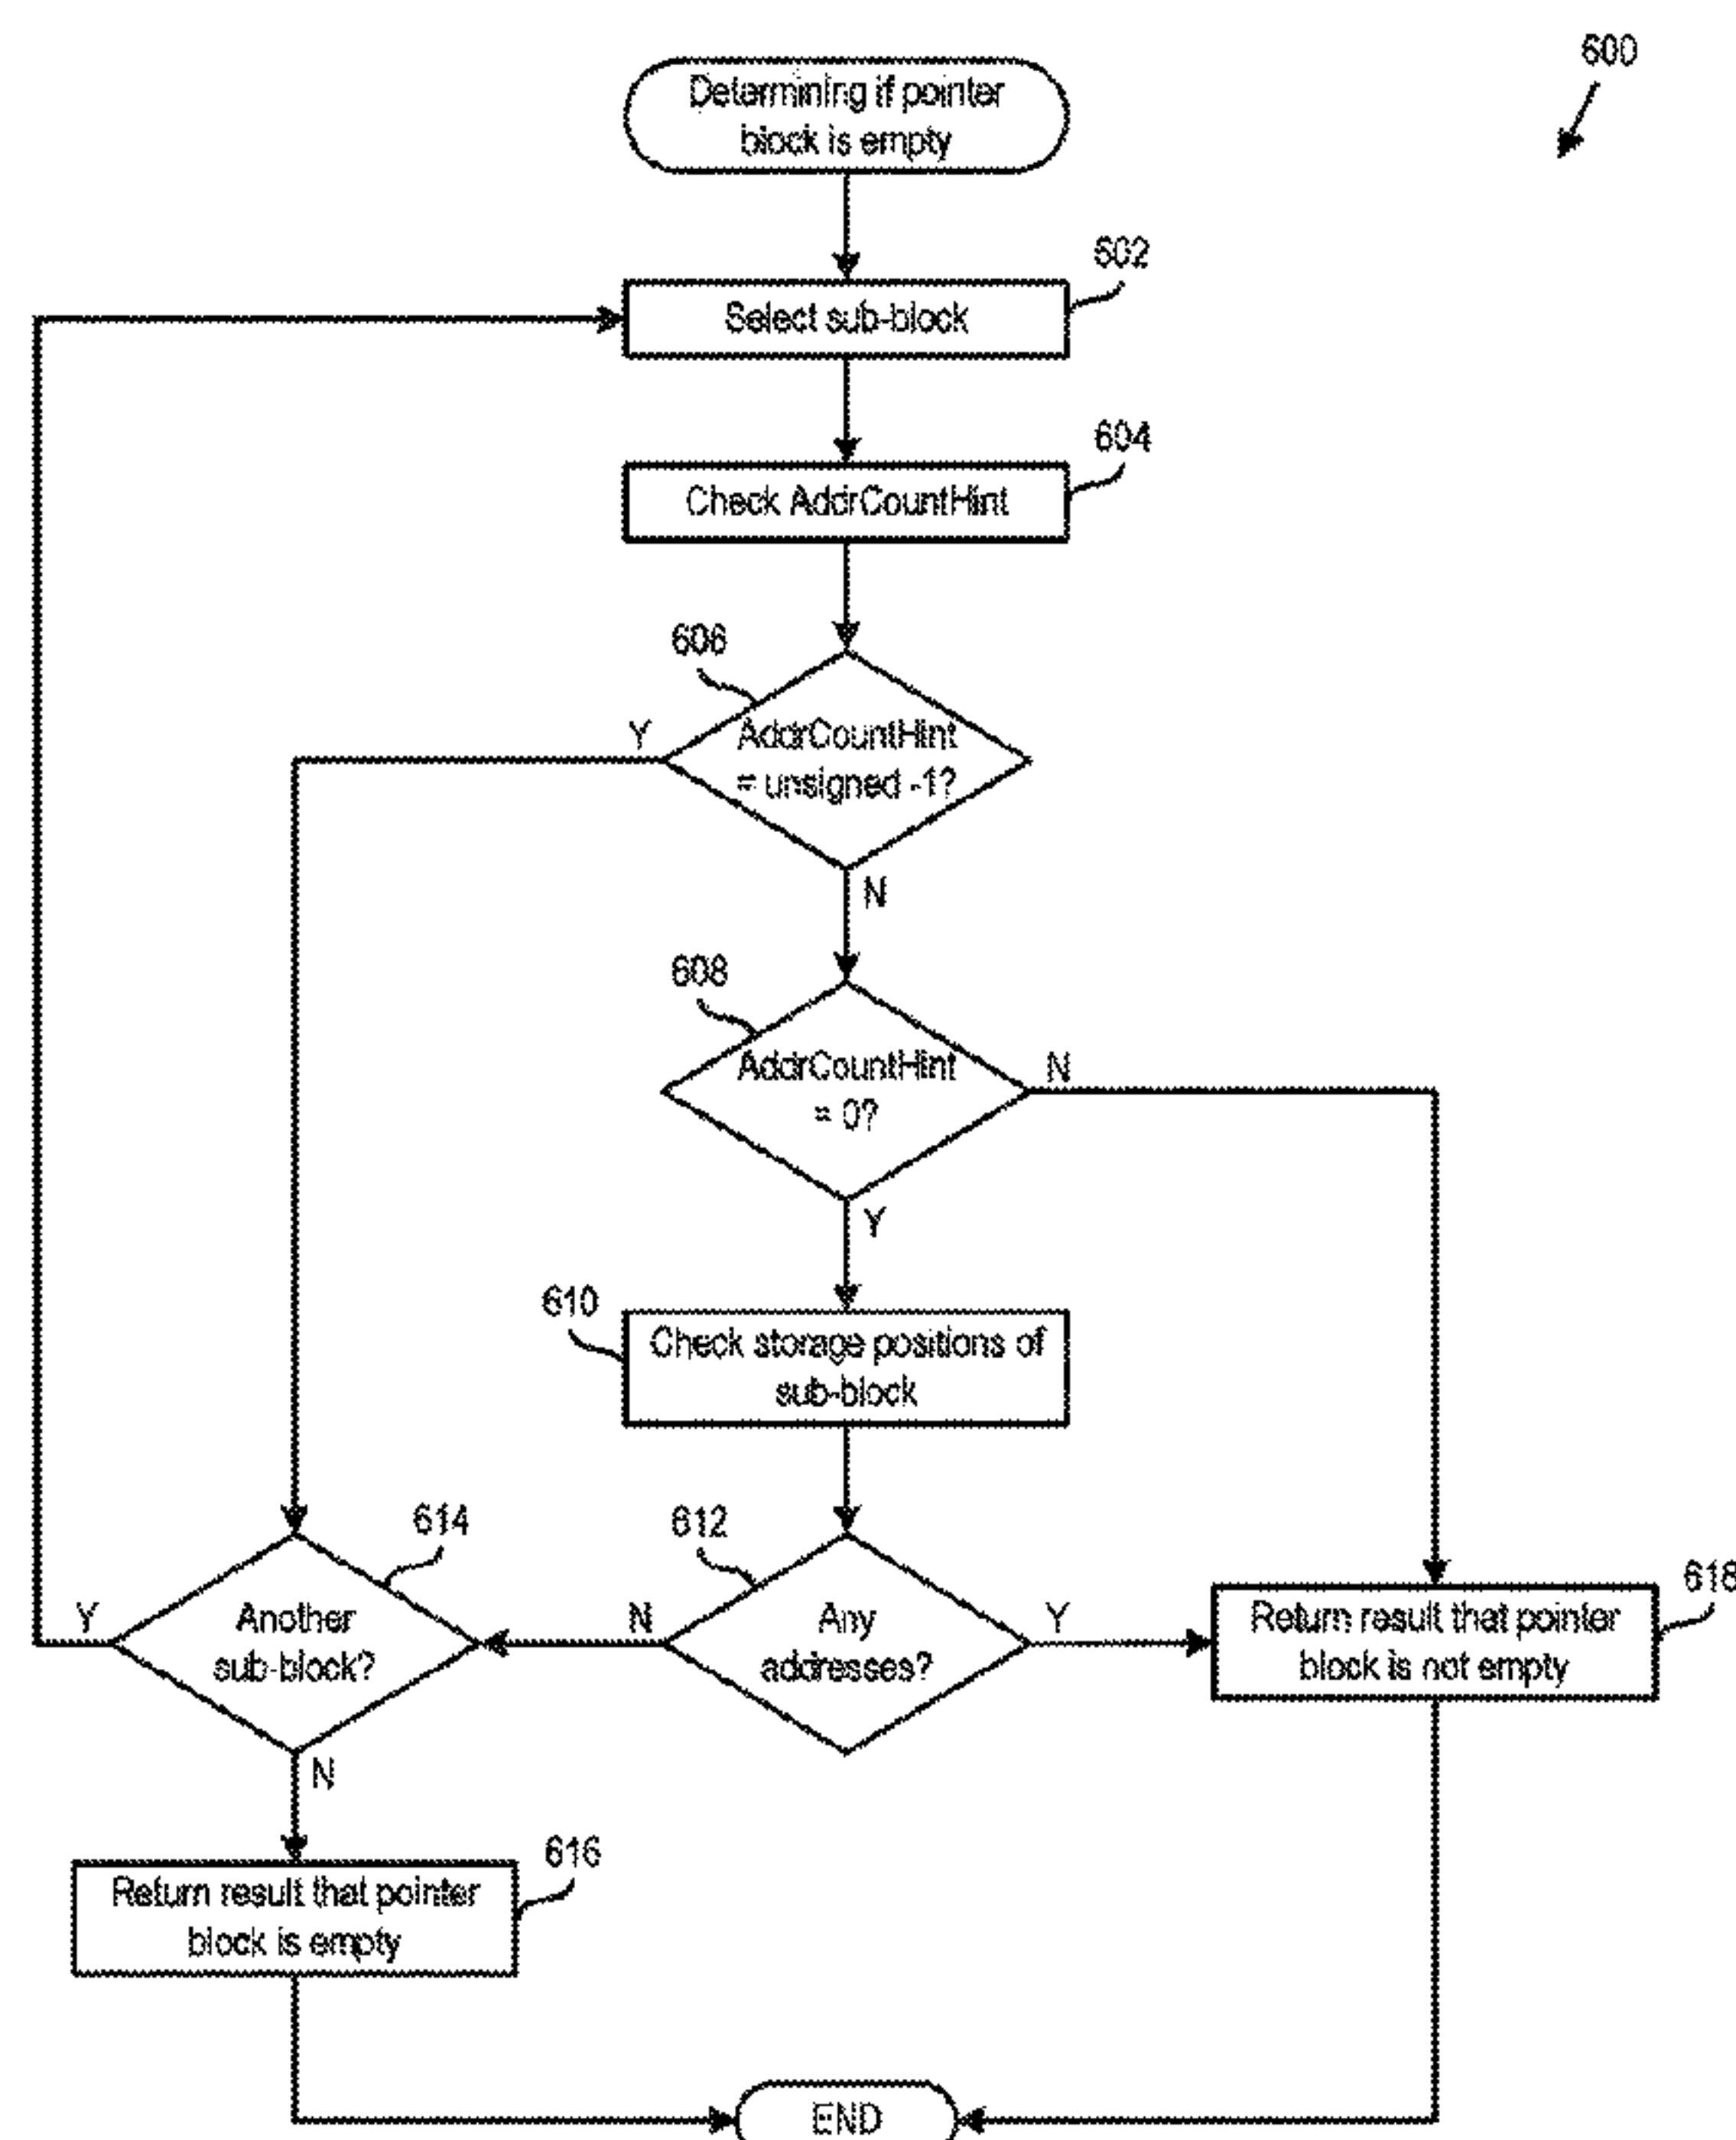 600
Determining if pointer
block is empty
602
Select sub-block
604
Check AddrCountHint
606
Y
AddrCountHint
= unsigned -1?
N
608
AddrCountHint
= 0?
N
Y
610
Check storage positions of
sub-block
614
612
Y
Another
sub-block?
N
Any
addresses?
Y
618
Return result that pointer
block is not empty
N
616
Return result that pointer
block is empty
END